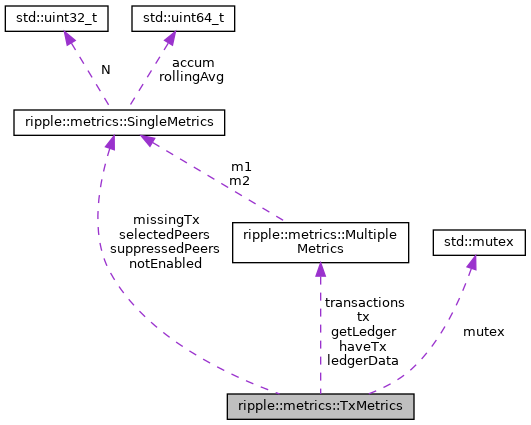 std::uint32_t
std::uint64_t
N
accum
rollingAvg
ripple::metrics::SingleMetrics
m1
m2
missingTx
selectedPeers
suppressedPeers
notEnabled
ripple::metrics::Multiple
Metrics
std::mutex
transactions
tx
getLedger
haveTx
ledgerData
mutex
ripple::metrics::TxMetrics